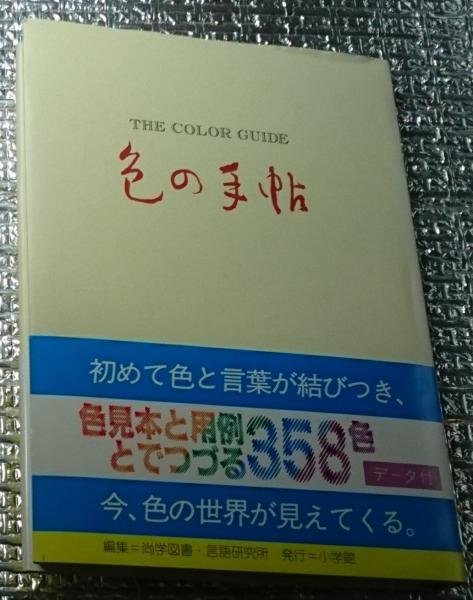 THE COLOR GUIDE
色の手帖
初めて色と言葉が結びつき、
色見本と用例
とでつづる358色
データ付
今、色の世界が見えてくる。
編集=尚学図書・言語研究所 発行=小学館